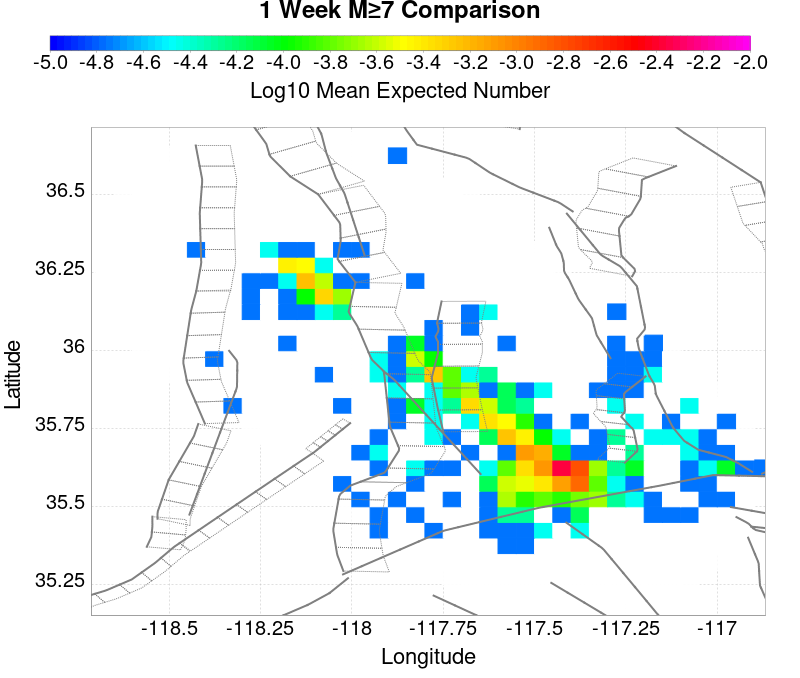 1 Week M≥7 Comparison
-5.0 -4.8 -4.6 -4.4 -4.2 -4.0 -3.8 -3.6 -3.4 -3.2 -3.0 -2.8 -2.6 -2.4 -2.2 -2.0
Log10 Mean Expected Number
36.5
36.25
36
35.75
35.5
35.25
Latitude
-118.5 -118.25 -118 -117.75 -117.5 -117.25 -117
Longitude